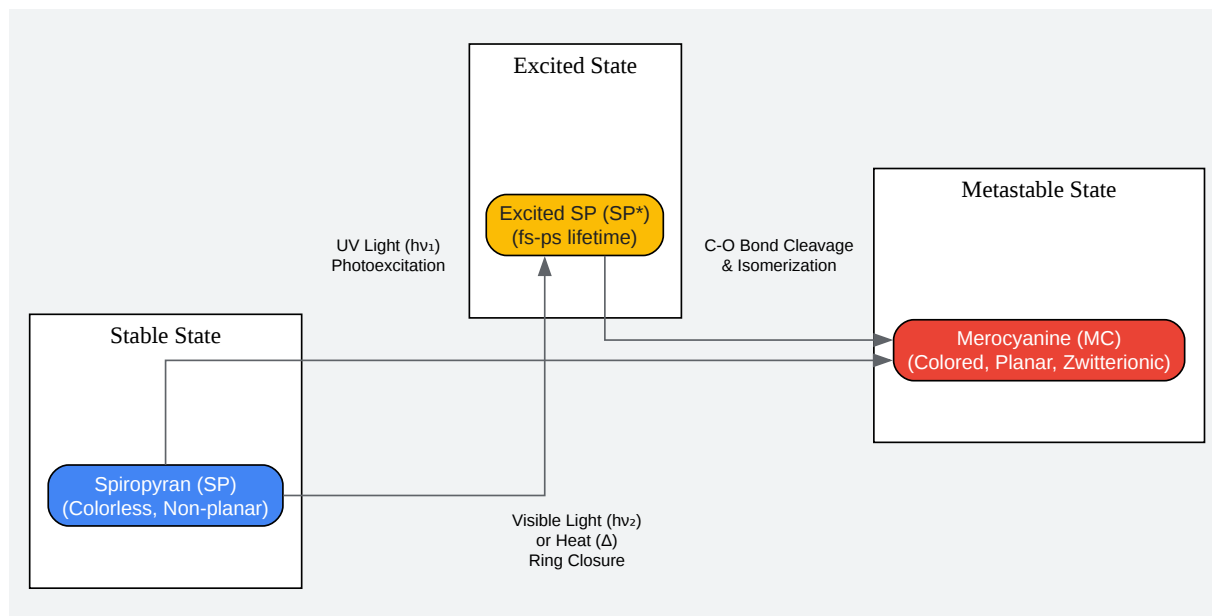 Excited State
Excited SP (SP*)
(fs-ps lifetime)
Metastable State
Merocyanine (MC)
(Colored, Planar, Zwitterionic)
UV Light (hν₁)
Photoexcitation
C-O Bond Cleavage
& Isomerization
Stable State
Spiropyran (SP)
(Colorless, Non-planar)
Visible Light (hν₂)
or Heat (Δ)
Ring Closure